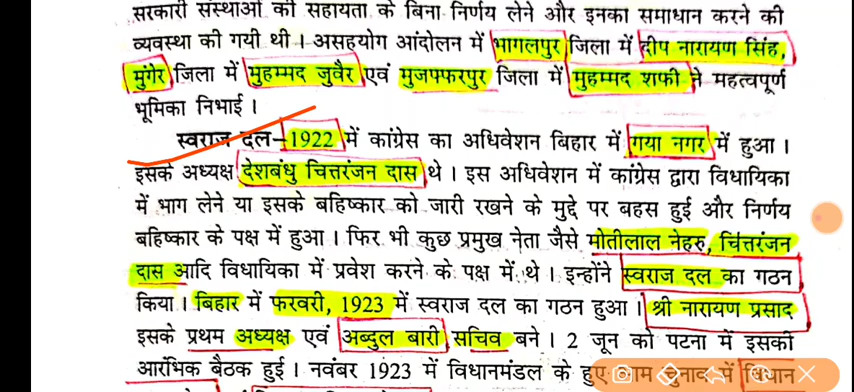 सरकारी संस्थाओं की सहायता के बिना निर्णय लेने और इनका समाधान करने की
व्यवस्था की गयी थी। असहयोग आंदोलन में भागलपुर जिला में दीप नारायण सिंह,
मुंगेर जिला में मुहम्मद जुवैर एवं मुजफ्फरपुर जिला में मुहम्मद शफी ने महत्वपूर्ण
भूमिका निभाई।
स्वराज दल–1922 में कांग्रेस का अधिवेशन बिहार में गया नगर में हुआ।
इसके अध्यक्ष देशबंधु चित्तरंजन दास थे। इस अधिवेशन में कांग्रेस द्वारा विधायिका
में भाग लेने या इसके बहिष्कार को जारी रखने के मुद्दे पर बहस हुई और निर्णय
बहिष्कार के पक्ष में हुआ। फिर भी कुछ प्रमुख नेता जैसे मोतीलाल नेहरु, चित्तरंजन
दास आदि विधायिका में प्रवेश करने के पक्ष में थे। इन्होंने स्वराज दल का गठन
किया। बिहार में फरवरी, 1923 में स्वराज दल का गठन हुआ। श्री नारायण प्रसाद
इसके प्रथम अध्यक्ष एवं अब्दुल बारी सचिव बने। 2 जून को पटना में इसकी
आरंभिक बैठक हुई। नवंबर 1923 में विधानमंडल के हुए